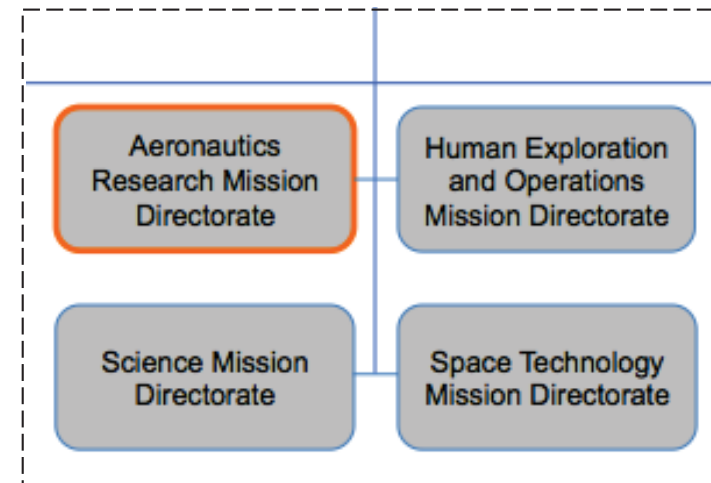 Aeronautics
Research Mission
Directorate
Human Exploration
and Operations
Mission Directorate
Science Mission
Directorate
Space Technology
Mission Directorate